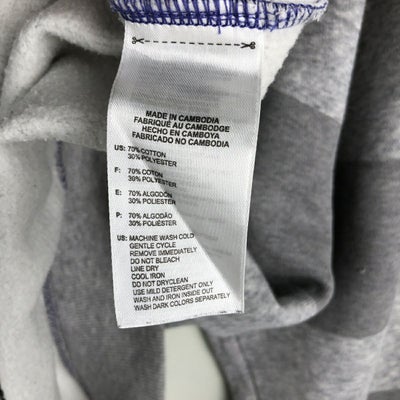 MADE IN CAMBODIA
FABRIQUÉ AU CAMBODGE
HECHO EN CAMBOYA
FABRICADO NO CAMBODIA
US: 70% COTTON
30% POLYESTER
F: 70% COTON
30% POLYESTER
E: 70% ALGODÓN
30% POLIESTER
P: 70% ALGODÃO
30% POLIÉSTER
US: MACHINE WASH COLD
GENTLE CYCLE
REMOVE IMMEDIATELY
DO NOT BLEACH
LINE DRY
COOL IRON
DO NOT DRYCLEAN
USE MILD DETERGENT ONLY
WASH AND IRON INSIDE OUT
WASH DARK COLORS SEPARATELY